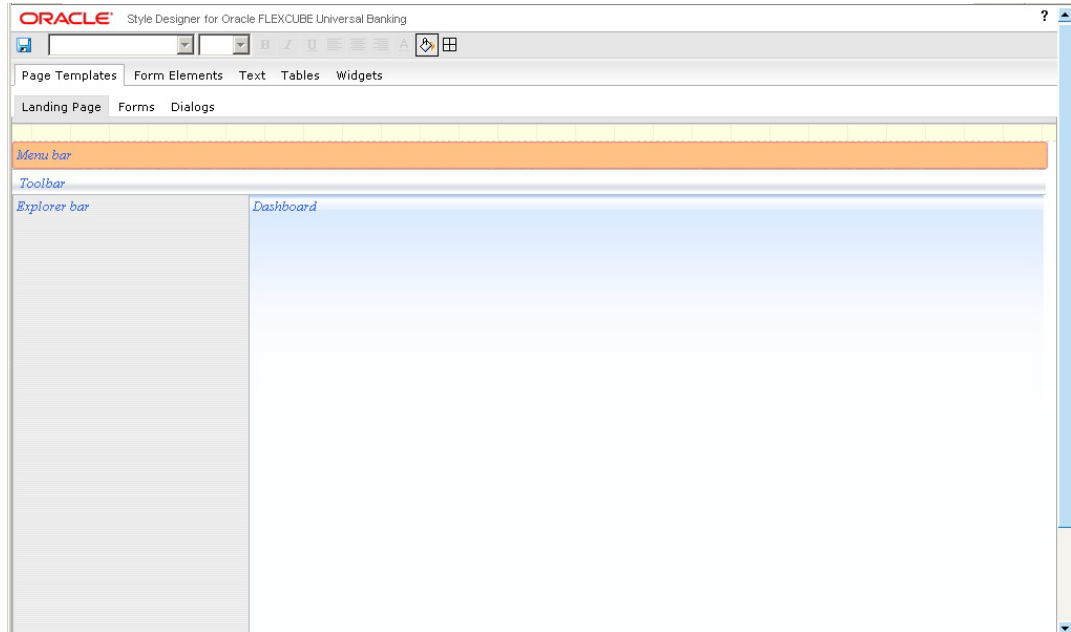 ORACLE® Style Designer for Oracle FLEXCUBE Universal Banking ?
B I U A
Page Templates Form Elements Text Tables Widgets
Landing Page Forms Dialogs
Menu bar
Toolbar
Explorer bar Dashboard